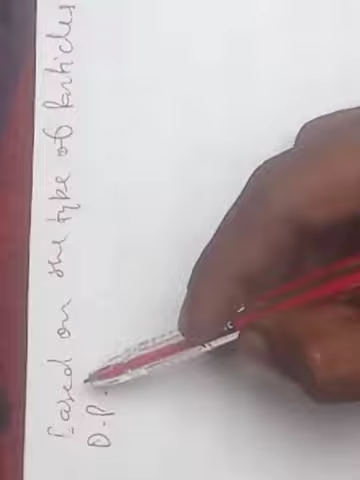 Based on the type of Particles
D.P